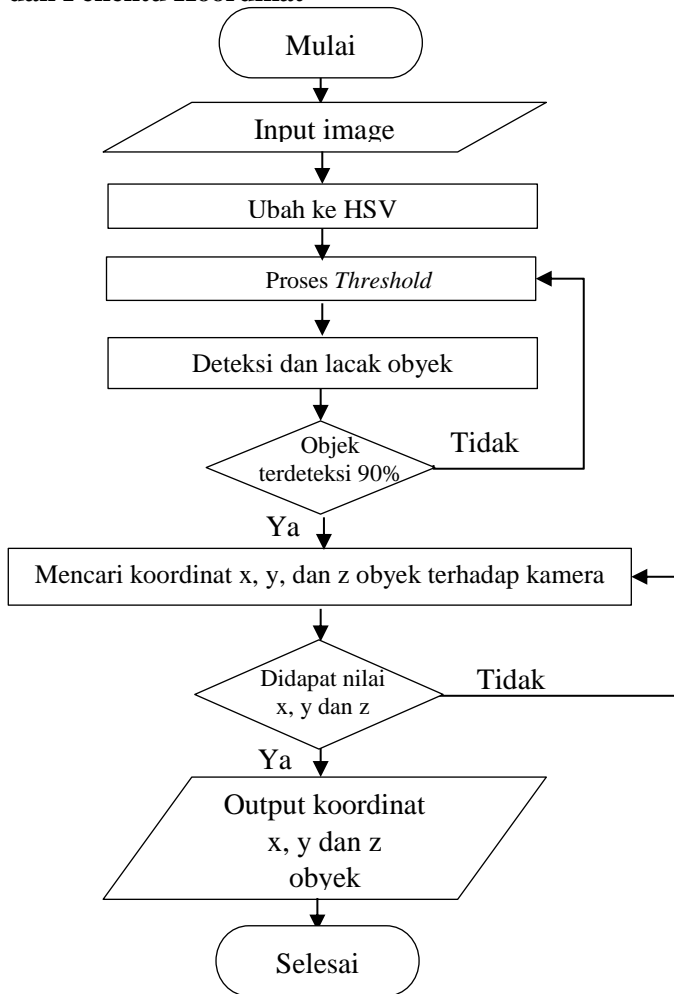 Mulai
Input image
Ubah ke HSV
Proses Threshold
Deteksi dan lacak obyek
Objek
terdeteksi 90%
Tidak
Ya
Mencari koordinat x, y, dan z obyek terhadap kamera
Didapat nilai
x, y dan z
Tidak
Ya
Output koordinat
x, y dan z
obyek
Selesai